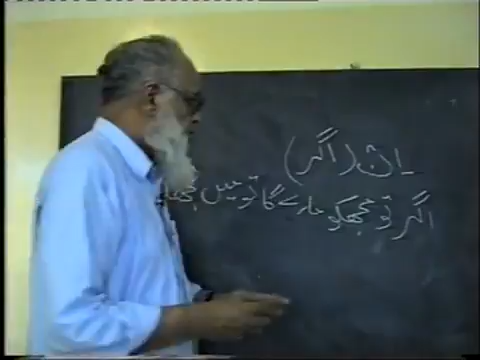 اِنْ (اگر)
اگر تو مجھکو مارے گا تو میں